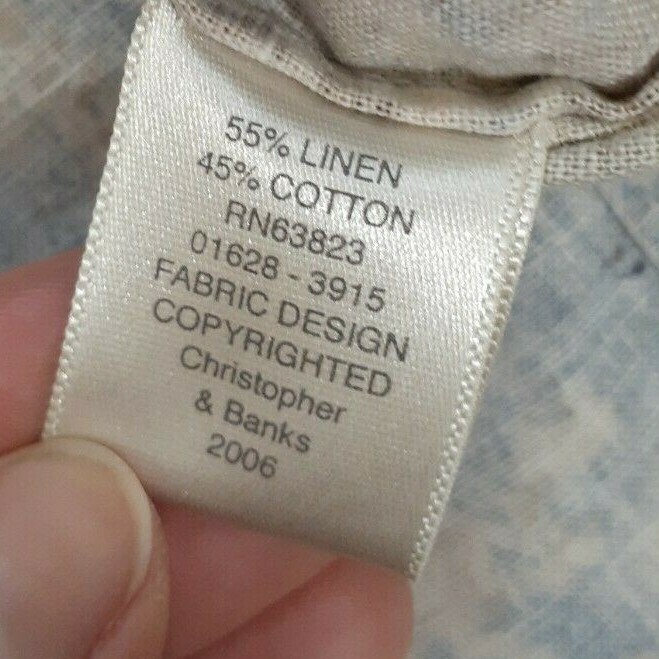 55% LINEN
45% COTTON
RN63823
01628 - 3915
FABRIC DESIGN
COPYRIGHTED
Christopher
& Banks
2006